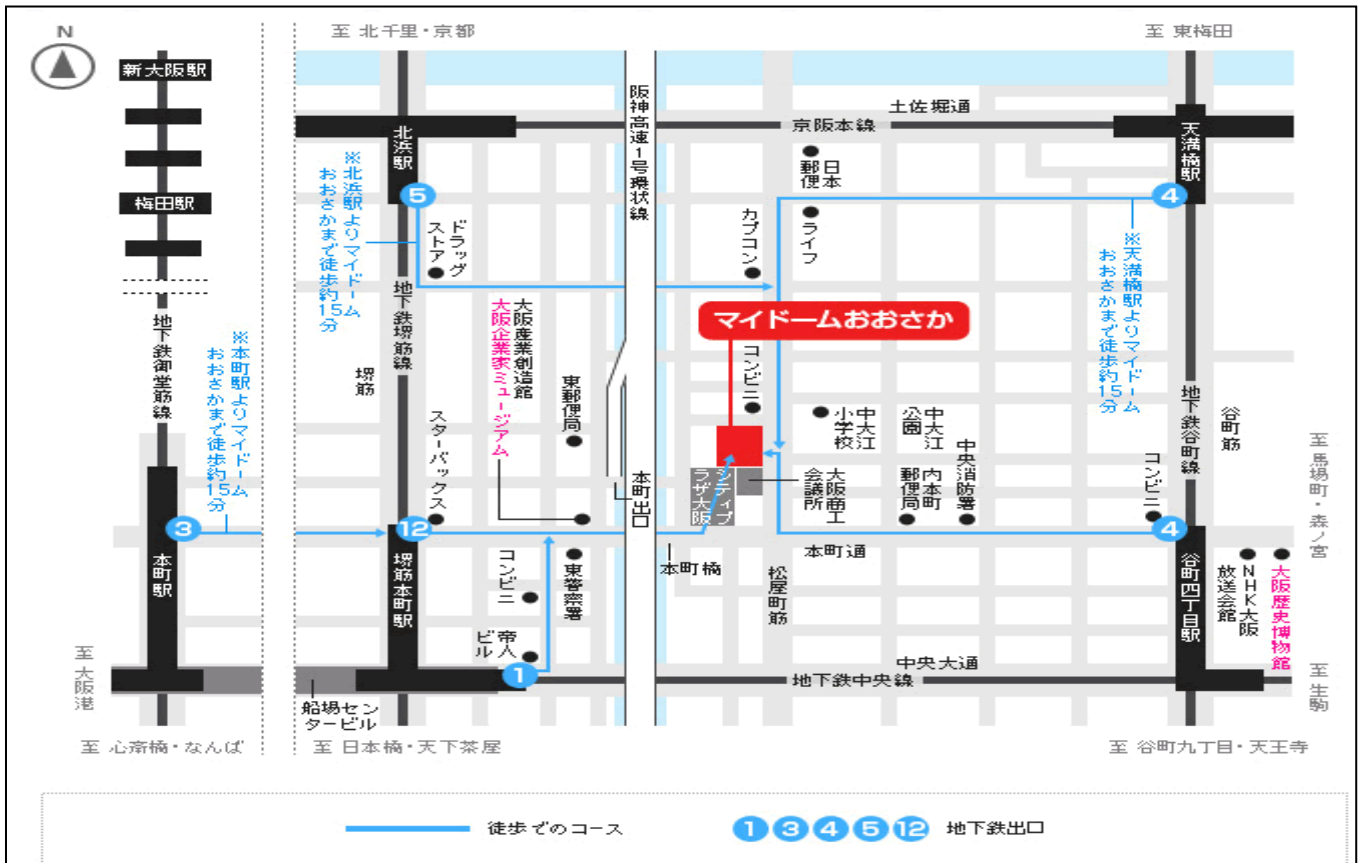 N
至 北千里・京都
至 東梅田
新大阪駅
梅田駅
地下鉄御堂筋線
※本町駅よりマイドーム
おおさかまで徒歩約15分
3
本町駅
至 大阪港
至 心斎橋・なんば
北浜駅
5
※北浜駅よりマイドーム
おおさかまで徒歩約15分
ドラッグ
ストア
地下鉄堺筋線
堺筋
大阪産業創造館
大阪企業家ミュージアム
東郵便局
スターバックス
12
堺筋本町駅
コンビニ
東警察署
帝人
ビル
1
船場セン
タービル
至 日本橋・天下茶屋
阪神高速1号環状線
本町出口
本町橋
土佐堀通
京阪本線
日本
郵便
カプコン
ライフ
マイドームおおさか
コンビニ
中大江
小学校
中大江
公園
シティプ
ラザ大阪
大阪商工
会議所
内本町
郵便局
中央消防署
本町通
松屋町筋
中央大通
地下鉄中央線
天満橋駅
4
※天満橋駅よりマイドーム
おおさかまで徒歩約15分
地下鉄谷町線
谷町筋
コンビニ
4
谷町四丁目駅
NHK大阪
放送会館
大阪歴史博物館
至 馬場町・森ノ宮
至 生駒
至 谷町九丁目・天王寺
徒歩でのコース
1 3 4 5 12 地下鉄出口